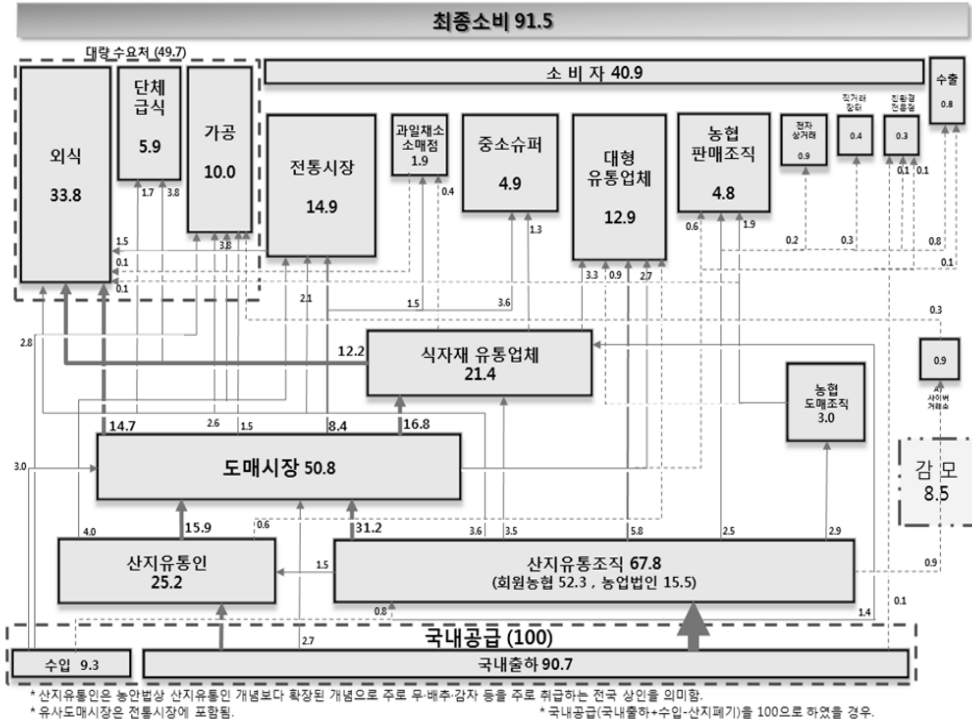 최종소비 91.5
대량 수요처 (49.7)
소 비 자 40.9
수출
0.8
외식
33.8
단체
급식
5.9
가공
10.0
전통시장
14.9
과일채소
소매점
1.9
중소슈퍼
4.9
대형
유통업체
12.9
농협
판매조직
4.8
전자
상거래
0.9
직거래
장터
0.4
친환경
전문점
0.3
1.7
3.8
0.4
1.3
0.6
1.9
0.1
0.1
1.5
3.8
0.2
0.3
0.8
0.1
0.1
3.3
0.9
2.7
0.1
2.1
1.5
3.6
0.3
2.8
12.2
식자재 유통업체
21.4
0.9
사이버
거래소
농협
도매조직
3.0
14.7
2.6
1.5
8.4
16.8
3.0
도매시장 50.8
감 모
8.5
4.0
15.9
0.6
31.2
3.6
3.5
5.8
2.5
2.9
산지유통인
25.2
1.5
산지유통조직 67.8
(회원농협 52.3 , 농업법인 15.5)
0.9
0.8
1.4
0.1
국내공급 (100)
2.7
수입 9.3
국내출하 90.7
* 산지유통인은 농안법상 산지유통인 개념보다 확장된 개념으로 주로 무·배추·감자 등을 주로 취급하는 전국 상인을 의미함.
* 유사도매시장은 전통시장에 포함됨.
* 국내공급(국내출하+수입-산지폐기)을 100으로 하였을 경우.